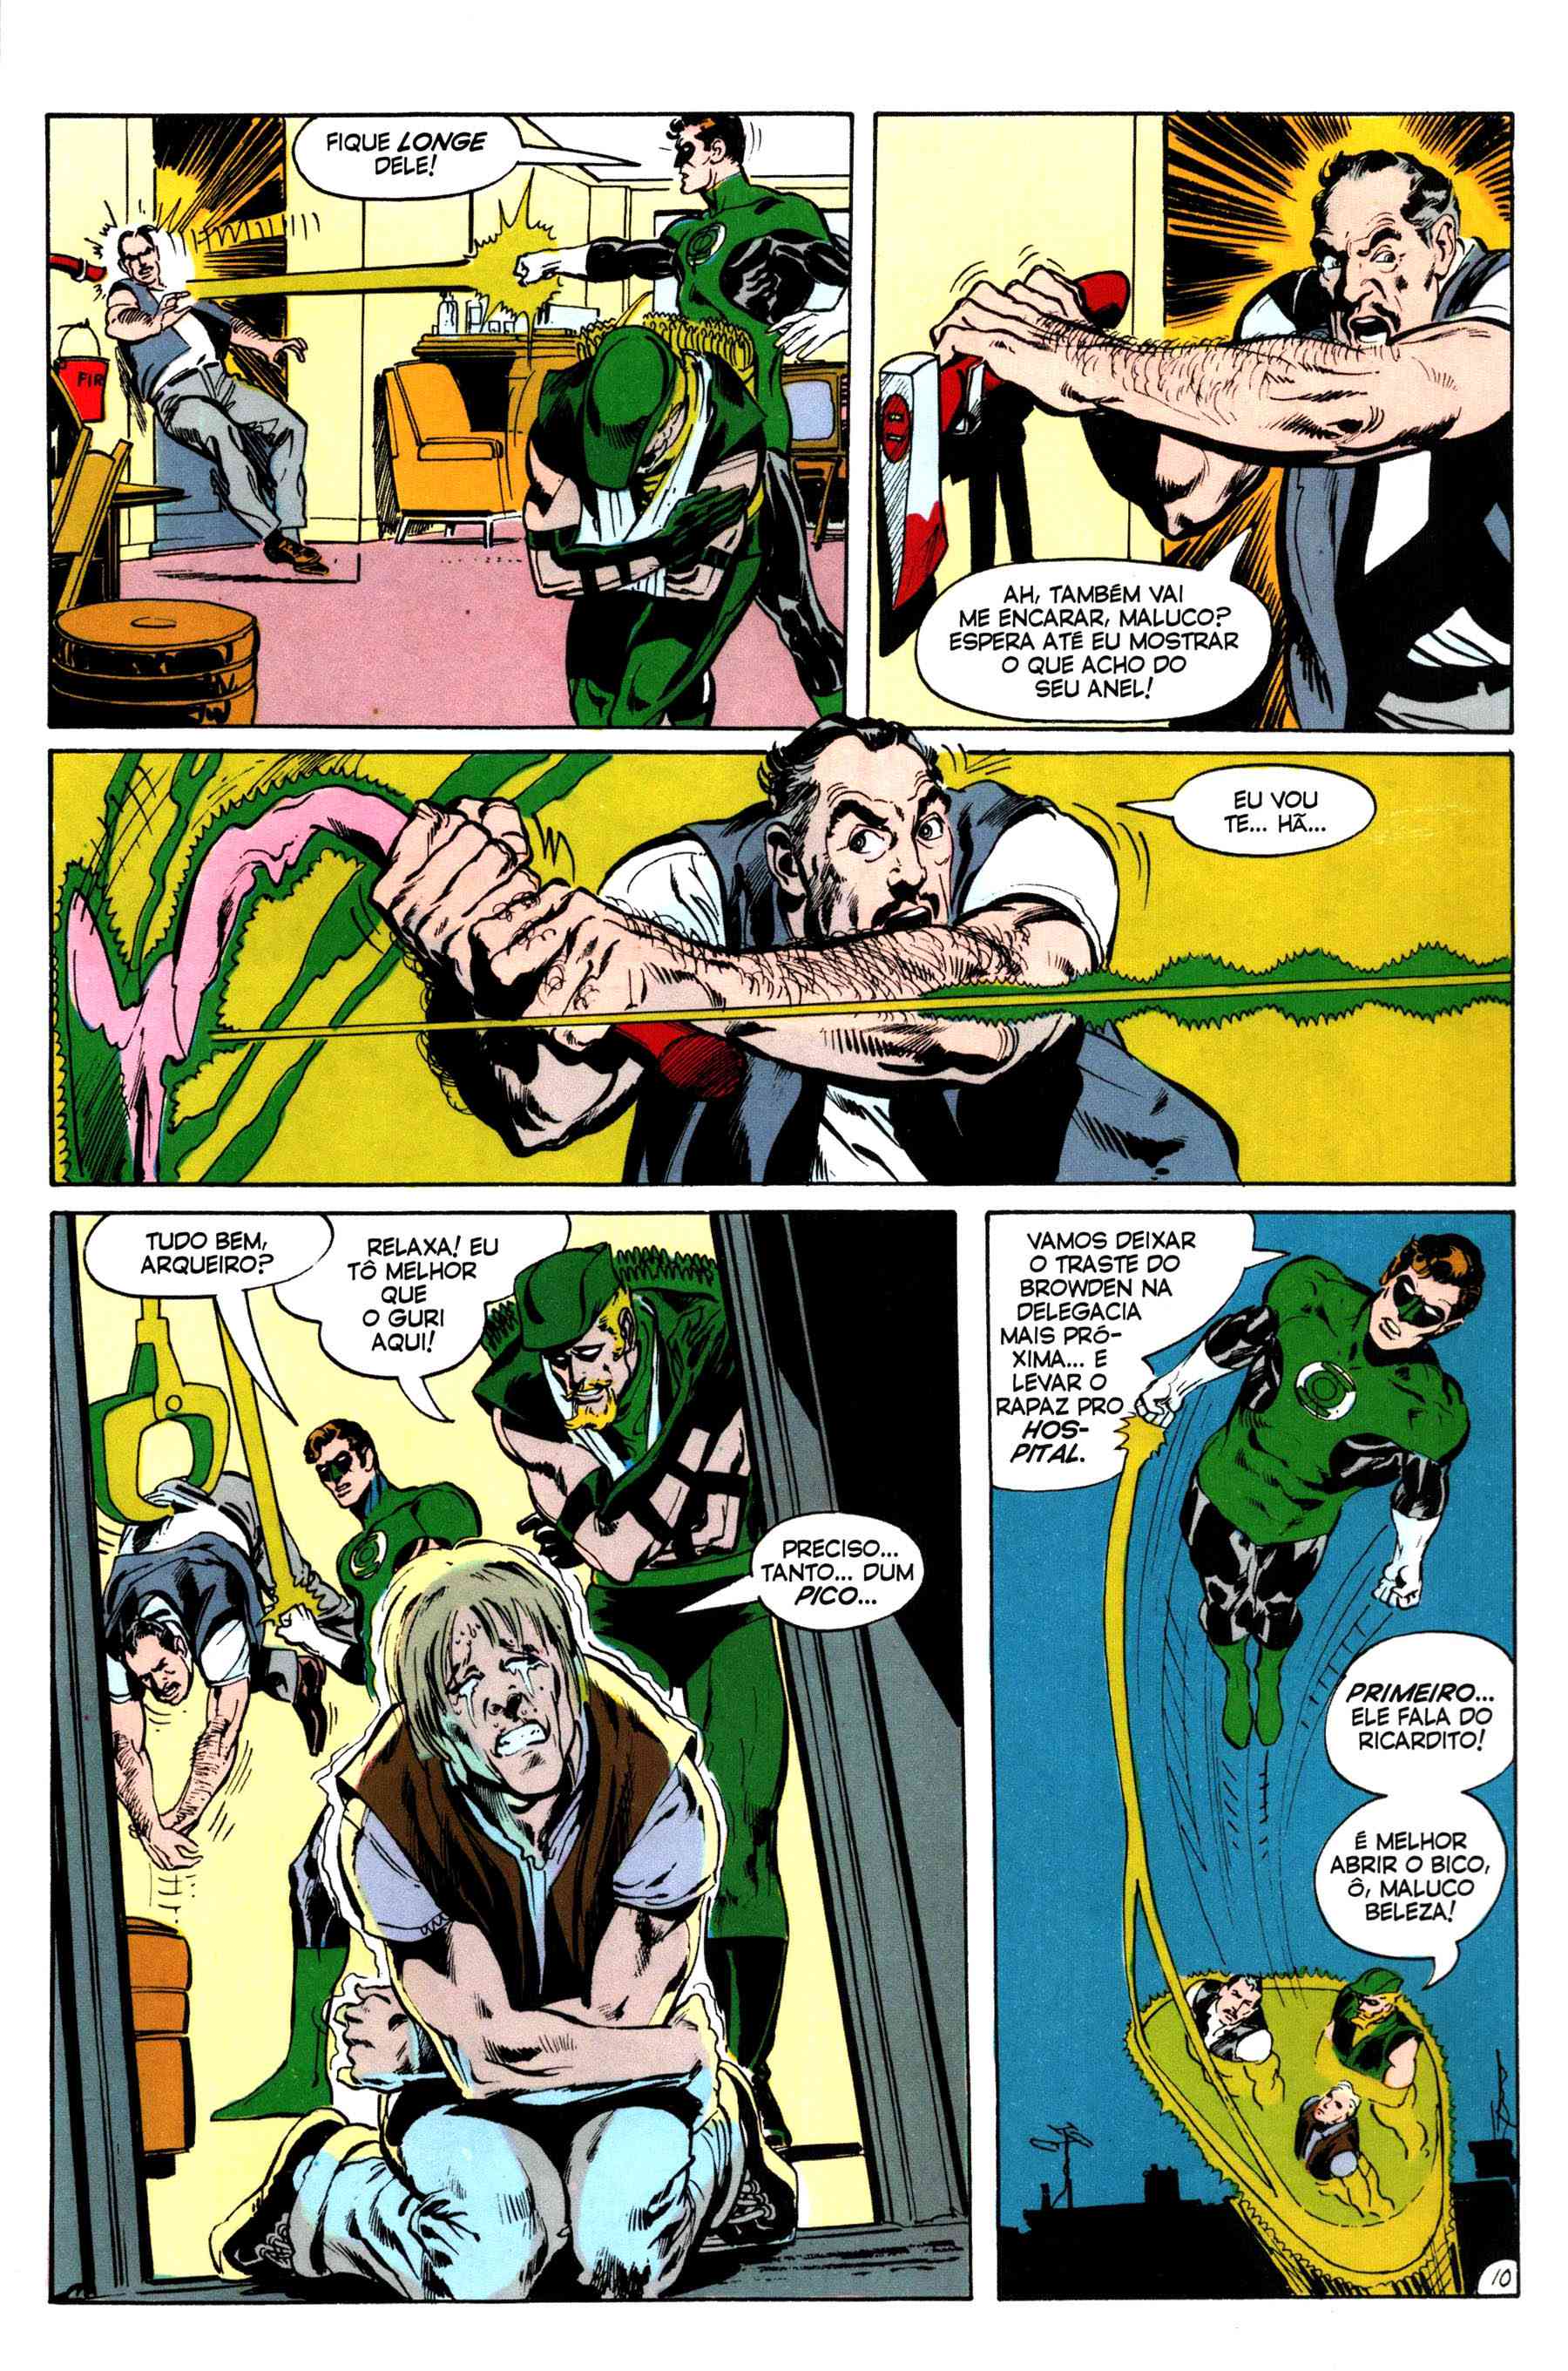 FIQUE LONGE
DELE!
FIR
AH, TAMBÉM VAI
ME ENCARAR, MALUCO?
ESPERA ATÉ EU MOSTRAR
O QUE ACHO DO
SEU ANEL!
EU VOU
TE... HÃ...
TUDO BEM,
ARQUEIRO?
RELAXA! EU
TÔ MELHOR
QUE
O GURI
AQUI!
PRECISO...
TANTO... DUM
PICO...
VAMOS DEIXAR
O TRASTE DO
BROWDEN NA
DELEGACIA
MAIS PRÓ-
XIMA... E
LEVAR O
RAPAZ PRO
HOS-
PITAL.
PRIMEIRO...
ELE FALA DO
RICARDITO!
É MELHOR
ABRIR O BICO,
Ô, MALUCO
BELEZA!
10